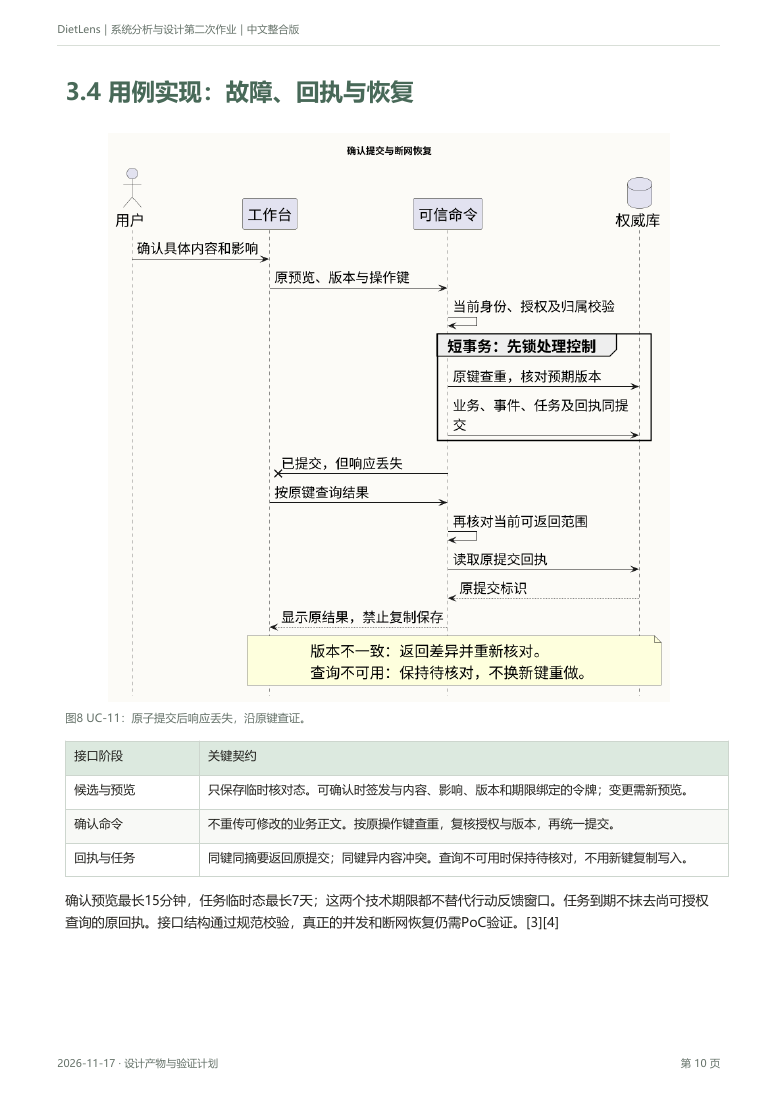 DietLens | 系统分析与设计第二次作业 | 中文整合版
3.4 用例实现：故障、回执与恢复
确认提交与断网恢复
用户
工作台
可信命令
权威库
确认具体内容和影响
原预览、版本与操作键
当前身份、授权及归属校验
短事务：先锁处理控制
原键查重，核对预期版本
业务、事件、任务及回执同提
交
已提交，但响应丢失
按原键查询结果
再核对当前可返回范围
读取原提交回执
原提交标识
显示原结果，禁止复制保存
版本不一致：返回差异并重新核对。
查询不可用：保持待核对，不换新键重做。
图8 UC-11：原子提交后响应丢失，沿原键查证。
接口阶段 关键契约
候选与预览 只保存临时核对态。可确认时签发与内容、影响、版本和期限绑定的令牌；变更需新预览。
确认命令 不重传可修改的业务正文。按原操作键查重，复核授权与版本，再统一提交。
回执与任务 同键同摘要返回原提交；同键异内容冲突。查询不可用时保持待核对，不用新键复制写入。
确认预览最长15分钟，任务临时态最长7天；这两个技术期限都不替代行动反馈窗口。任务到期不抹去尚可授权
查询的原回执。接口结构通过规范校验，真正的并发和断网恢复仍需PoC验证。[3][4]
2026-11-17 · 设计产物与验证计划
第 10 页